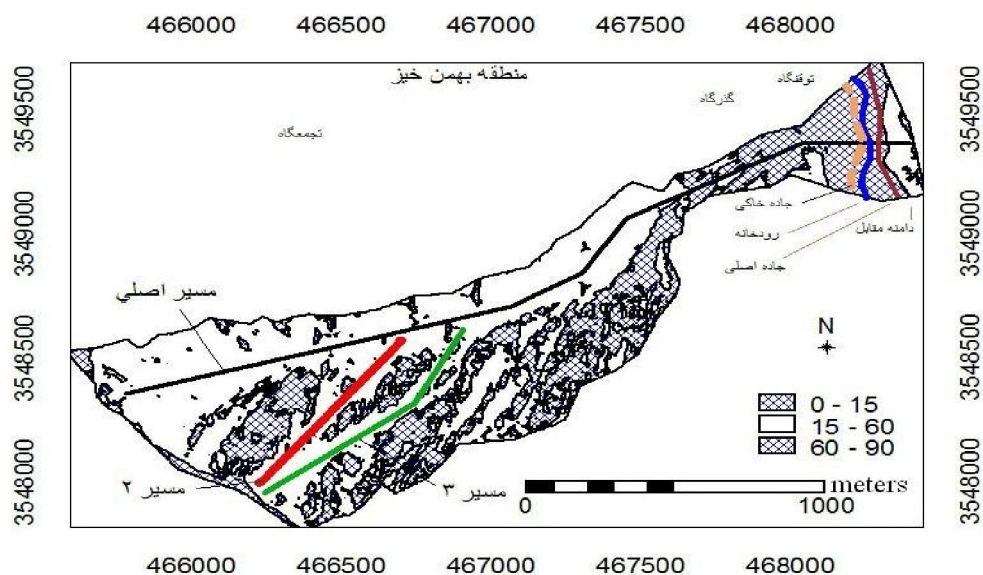 466000 466500 467000 467500 468000
منطقه بهمن خیز
توقفگاه
گذرگاه
تجمعگاه
3549500
3549000
3548500
3548000
3549500
3549000
3548500
3548000
جاده خاکی
رودخانه
دامنه مقابل
جاده اصلی
مسیر اصلي
N
0 - 15
15 - 60
60 - 90
مسیر ۲
مسیر ۳
meters
0 1000
466000 466500 467000 467500 468000